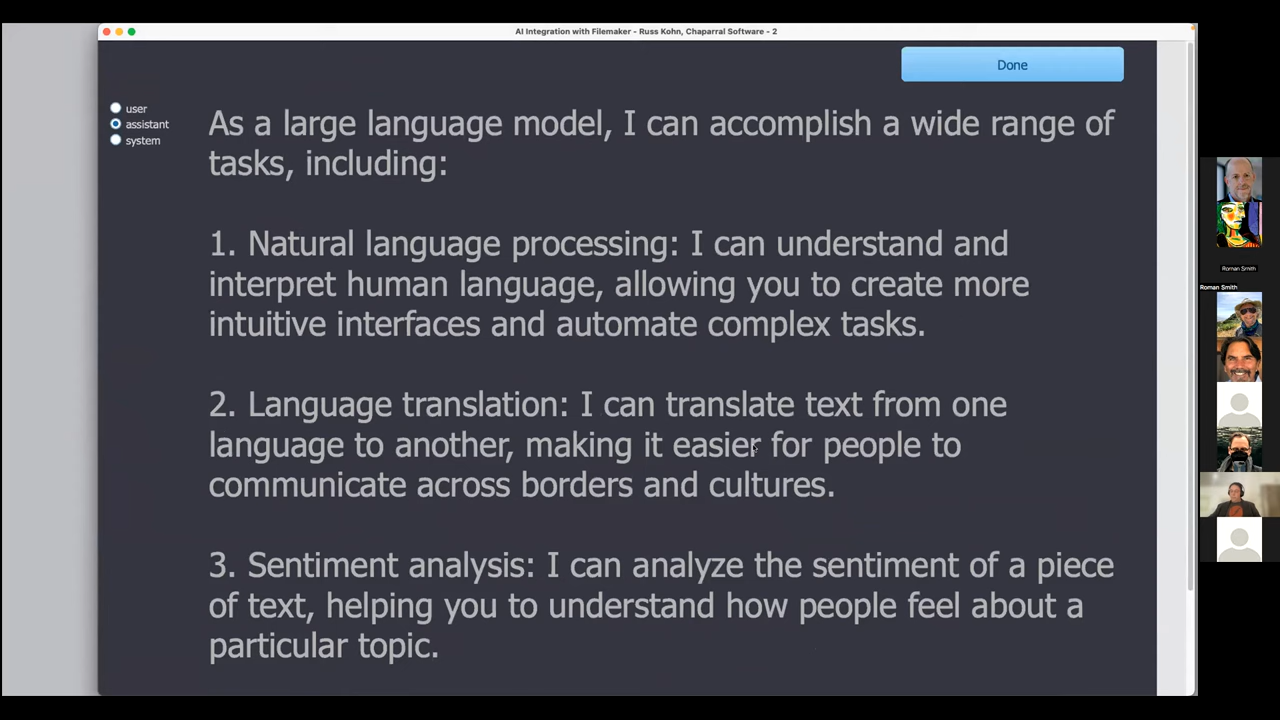 AI Integration with Filemaker - Russ Kohn, Chaparral Software - 2
Done
user
assistant
system
As a large language model, I can accomplish a wide range of
tasks, including:
1. Natural language processing: I can understand and
interpret human language, allowing you to create more
intuitive interfaces and automate complex tasks.
2. Language translation: I can translate text from one
language to another, making it easier for people to
communicate across borders and cultures.
3. Sentiment analysis: I can analyze the sentiment of a piece
of text, helping you to understand how people feel about a
particular topic.
Roman Smith
Roman Smith